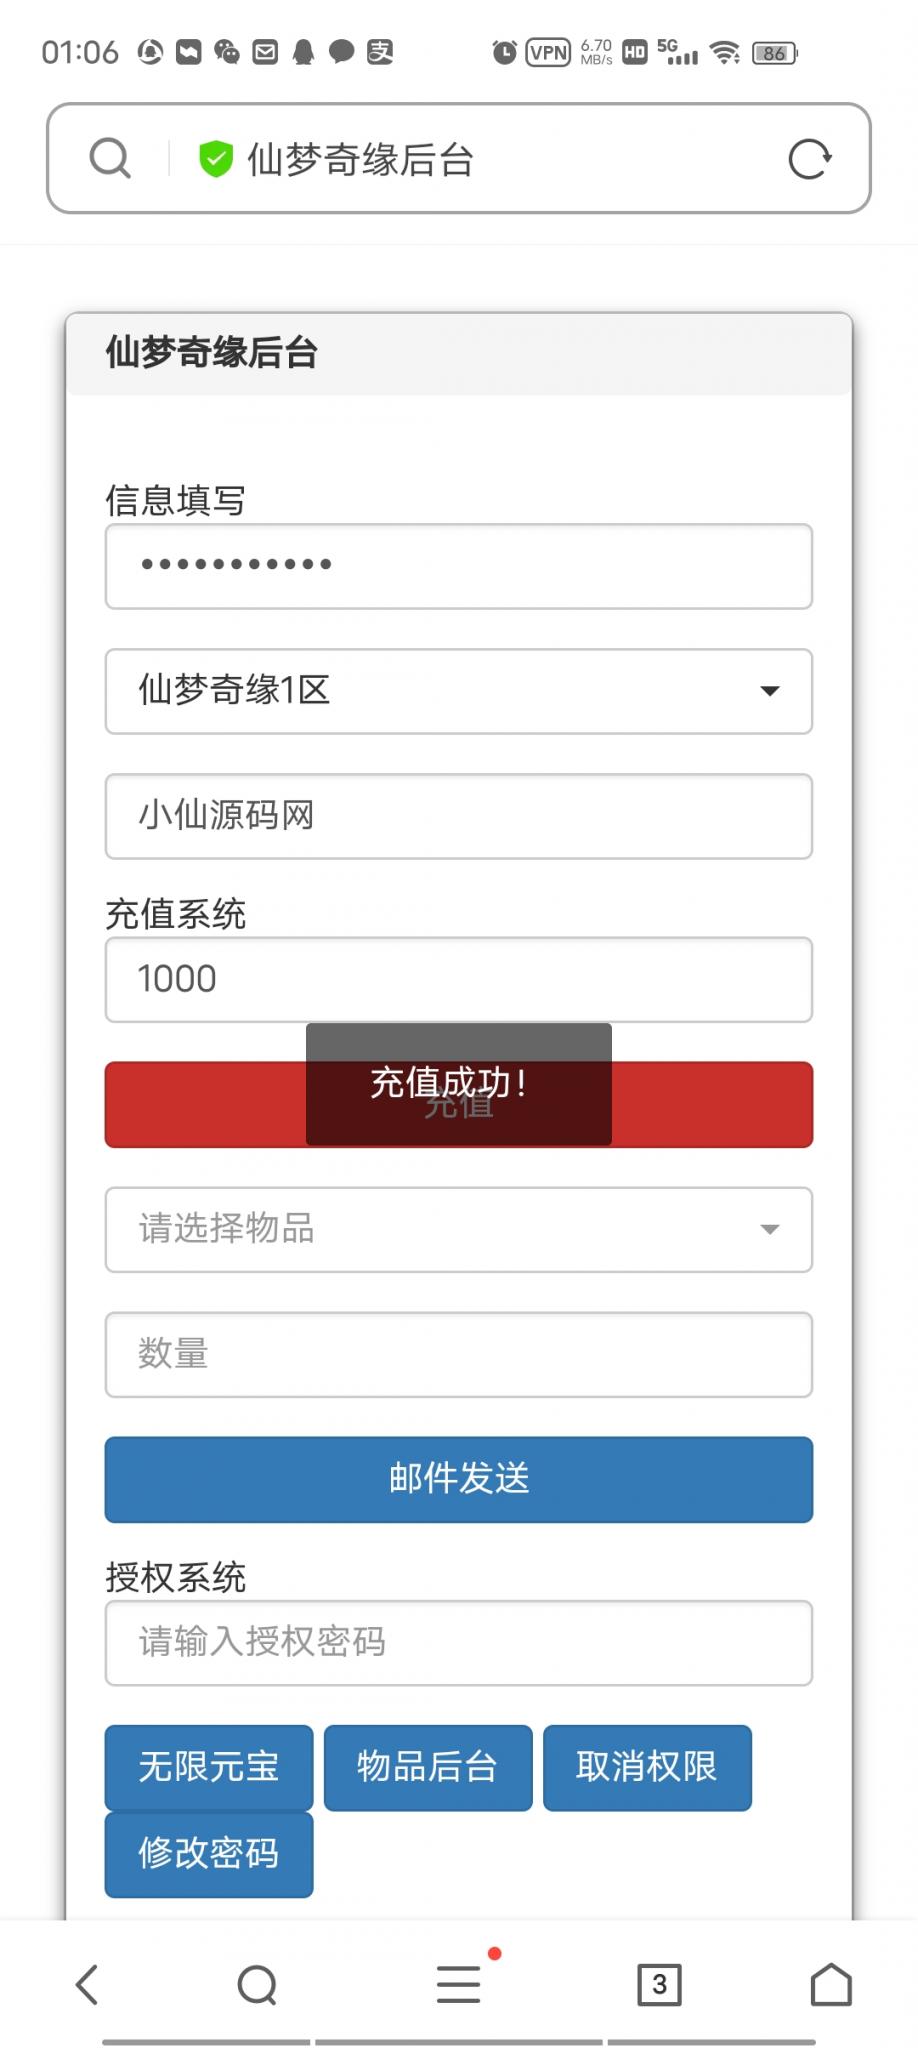 01:06 支 VPN 6.70 MB/s HD 5G 86
仙梦奇缘后台
仙梦奇缘后台
信息填写
•••••••••••
仙梦奇缘1区
小仙源码网
充值系统
1000
充值成功!
充值
请选择物品
数量
邮件发送
授权系统
请输入授权密码
无限元宝 物品后台 取消权限
修改密码
3